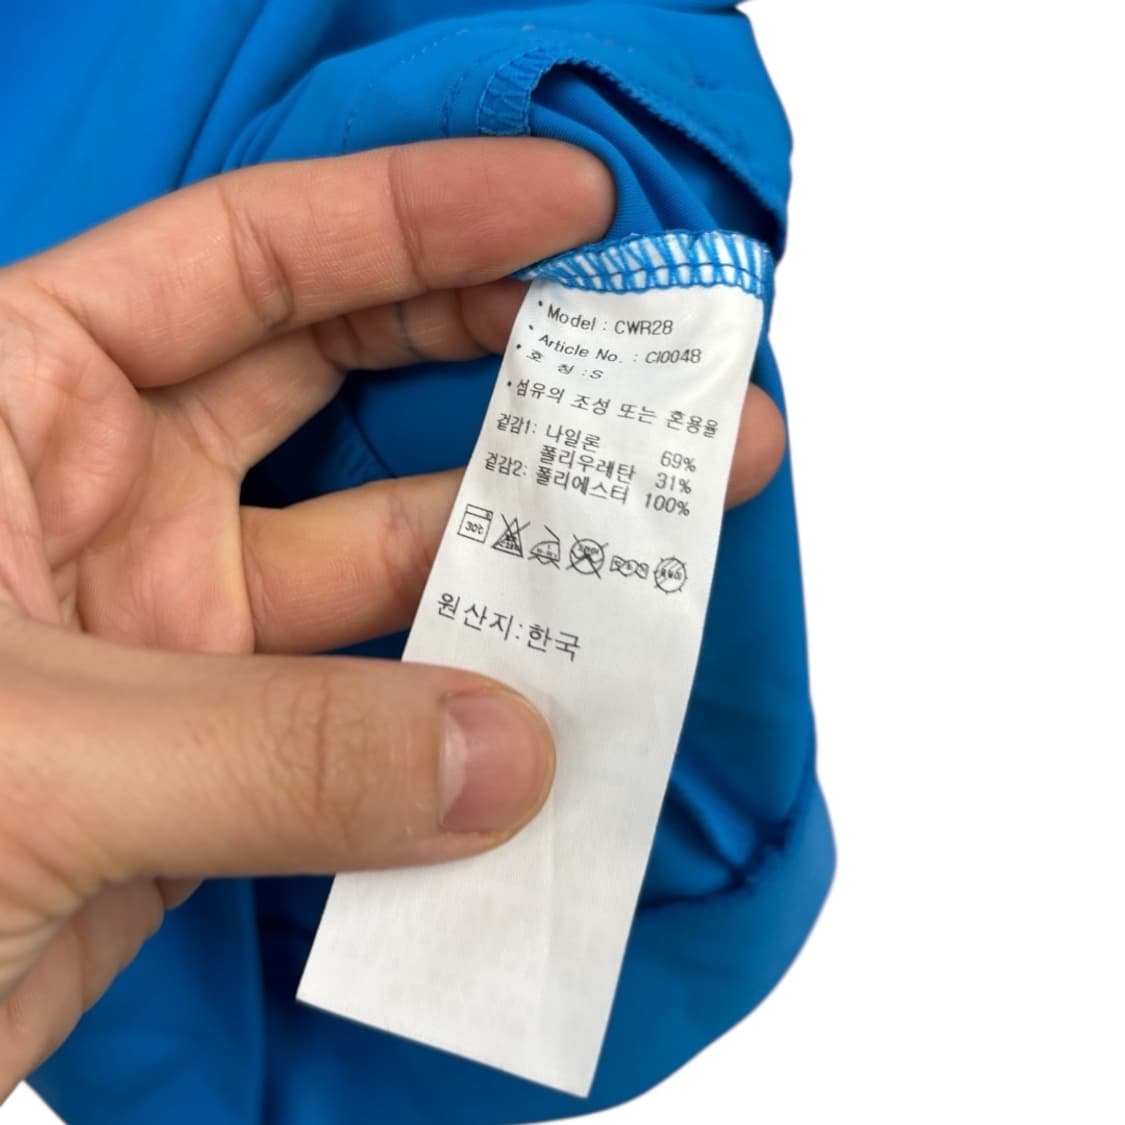 • Model : CWR28
• Article No. : CI0048
• 호 칭 : S
• 섬유의 조성 또는 혼용율
겉감1: 나일론 69%
폴리우레탄 31%
겉감2: 폴리에스터 100%
30℃
원산지: 한국